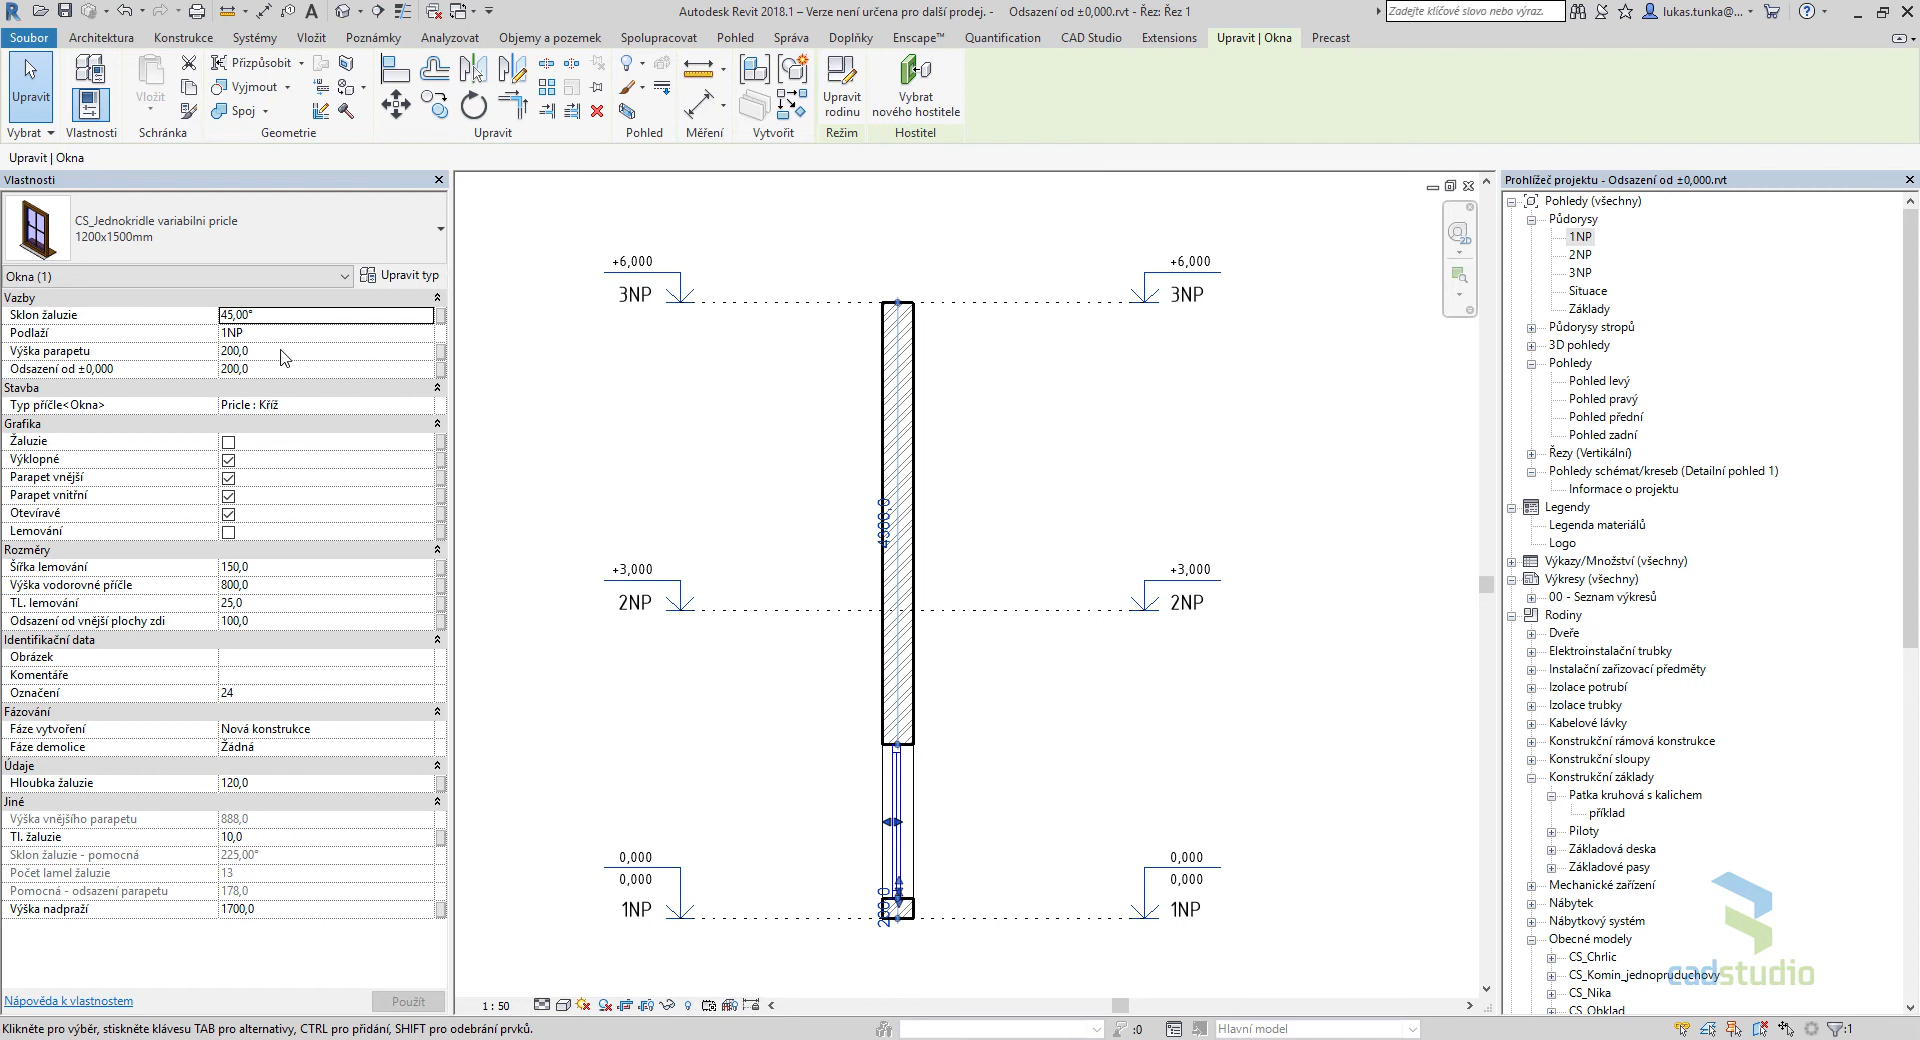 Autodesk Revit 2018.1 - Verze není určena pro další prodej. - Odsazení od ±0,000.rvt - Řez: Řez 1
Zadejte klíčové slovo nebo výraz.
lukas.tunka@...
Soubor Architektura Konstrukce Systémy Vložit Poznámky Analyzovat Objemy a pozemek Spolupracovat Pohled Správa Doplňky Enscape™ Quantification CAD Studio Extensions Upravit | Okna Precast
Upravit
Vložit
Přizpůsobit
Vyjmout
Spoj
Upravit rodinu
Vybrat nového hostitele
Vybrat Vlastnosti Schránka Geometrie Upravit Pohled Měření Vytvořit Režim Hostitel
Upravit | Okna
Vlastnosti
CS_Jednokridle variabilni pricle
1200x1500mm
Okna (1) Upravit typ
Vazby
Sklon žaluzie 45,00°
Podlaží 1NP
Výška parapetu 200,0
Odsazení od ±0,000 200,0
Stavba
Typ příčle<Okna> Pricle : Kříž
Grafika
Žaluzie
Výklopné
Parapet vnější
Parapet vnitřní
Otevíravé
Lemování
Rozměry
Šířka lemování 150,0
Výška vodorovné příčle 800,0
TL. lemování 25,0
Odsazení od vnější plochy zdi 100,0
Identifikační data
Obrázek
Komentáře
Označení 24
Fázování
Fáze vytvoření Nová konstrukce
Fáze demolice Žádná
Údaje
Hloubka žaluzie 120,0
Jiné
Výška vnějšího parapetu 888,0
Tl. žaluzie 10,0
Sklon žaluzie - pomocná 225,00°
Počet lamel žaluzie 13
Pomocná - odsazení parapetu 178,0
Výška nadpraží 1700,0
Nápověda k vlastnostem Použít
+6,000 +6,000
3NP 3NP
+3,000 +3,000
2NP 2NP
0,000 0,000
0,000 0,000
1NP 1NP
1 : 50
Prohlížeč projektu - Odsazení od ±0,000.rvt
Pohledy (všechny)
Půdorysy
1NP
2NP
3NP
Situace
Základy
Půdorysy stropů
3D pohledy
Pohledy
Pohled levý
Pohled pravý
Pohled přední
Pohled zadní
Řezy (Vertikální)
Pohledy schémat/kreseb (Detailní pohled 1)
Informace o projektu
Legendy
Legenda materiálů
Logo
Výkazy/Množství (všechny)
Výkresy (všechny)
00 - Seznam výkresů
Rodiny
Dveře
Elektroinstalační trubky
Instalační zařizovací předměty
Izolace potrubí
Izolace trubky
Kabelové lávky
Konstrukční rámová konstrukce
Konstrukční sloupy
Konstrukční základy
Patka kruhová s kalichem
příklad
Piloty
Základová deska
Základové pasy
Mechanické zařízení
Nábytek
Nábytkový systém
Obecné modely
CS_Chrlic
CS_Komin_jednopruduchovy
CS_Nika
CS_Obklad
cadstudio
Klikněte pro výběr, stiskněte klávesu TAB pro alternativy, CTRL pro přidání, SHIFT pro odebrání prvků.
:0
Hlavní model
:1